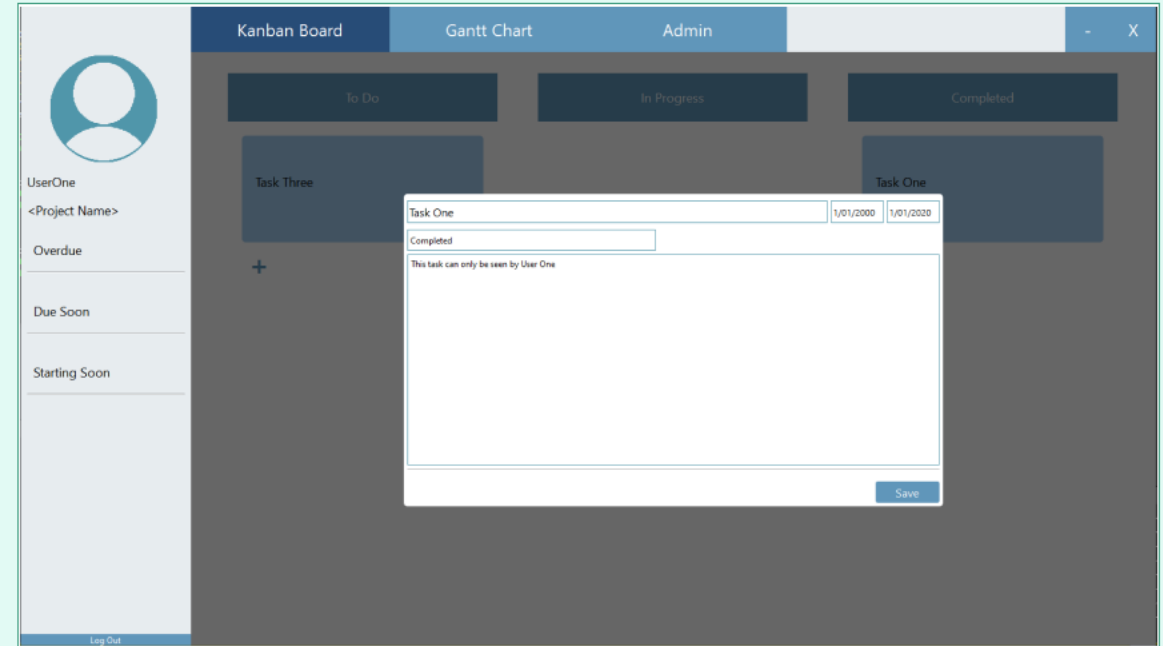 Kanban Board
Gantt Chart
Admin
-
X
UserOne
<Project Name>
Overdue
Due Soon
Starting Soon
Log Out
To Do
In Progress
Completed
Task Three
+
Task One
Task One
1/01/2000
1/01/2020
Completed
This task can only be seen by User One
Save